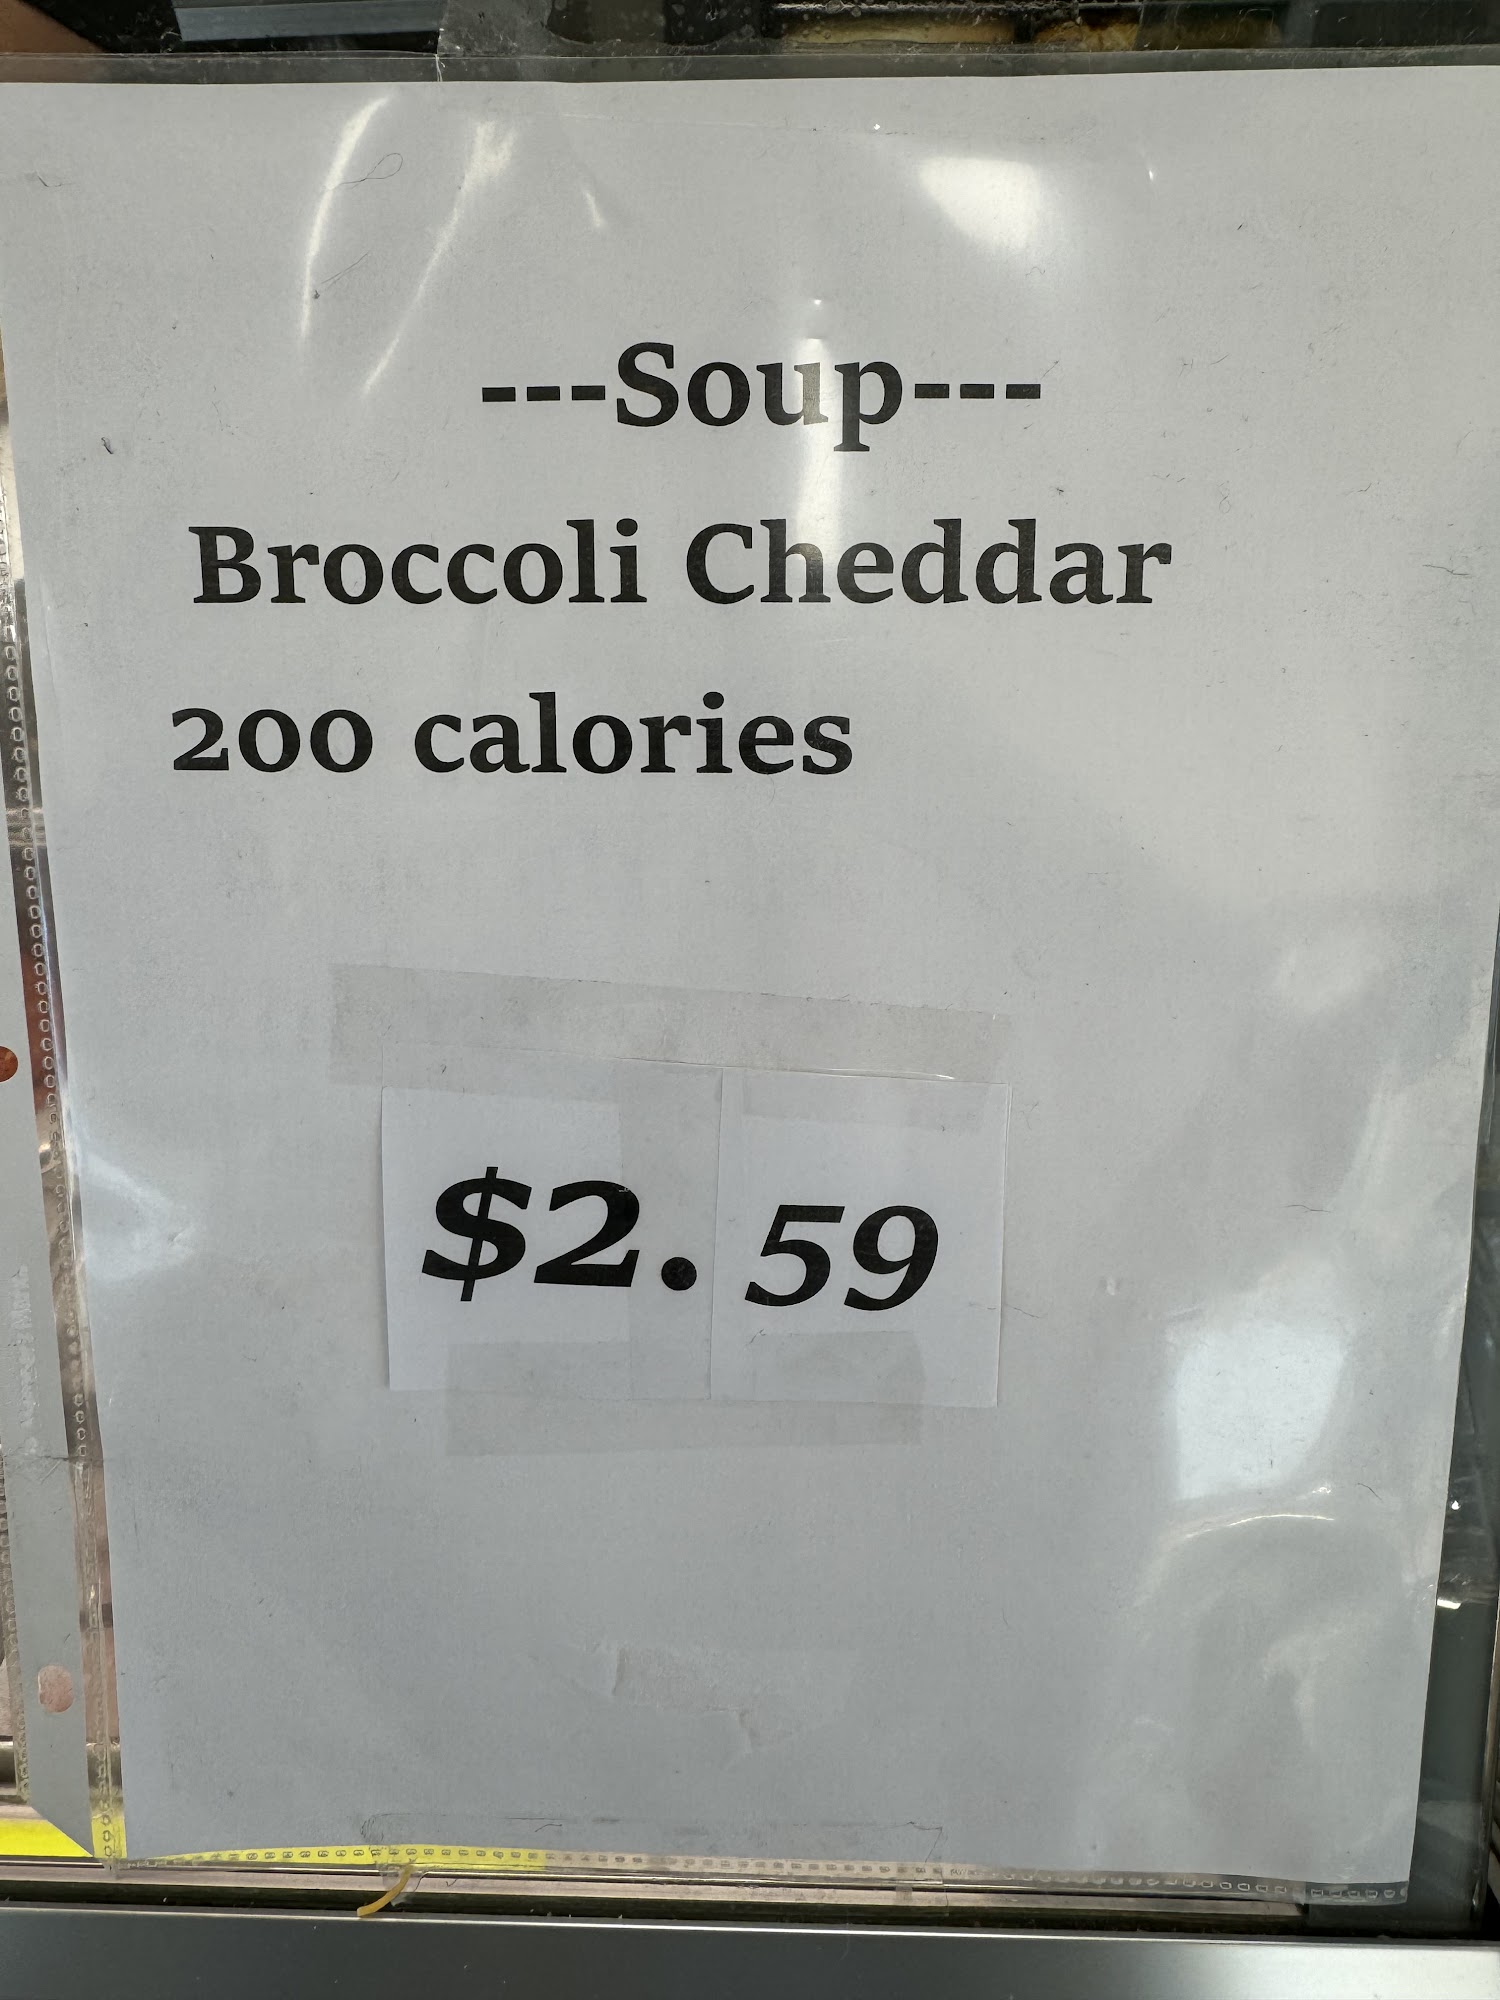 ---Soup---
Broccoli Cheddar
200 calories
$2.59